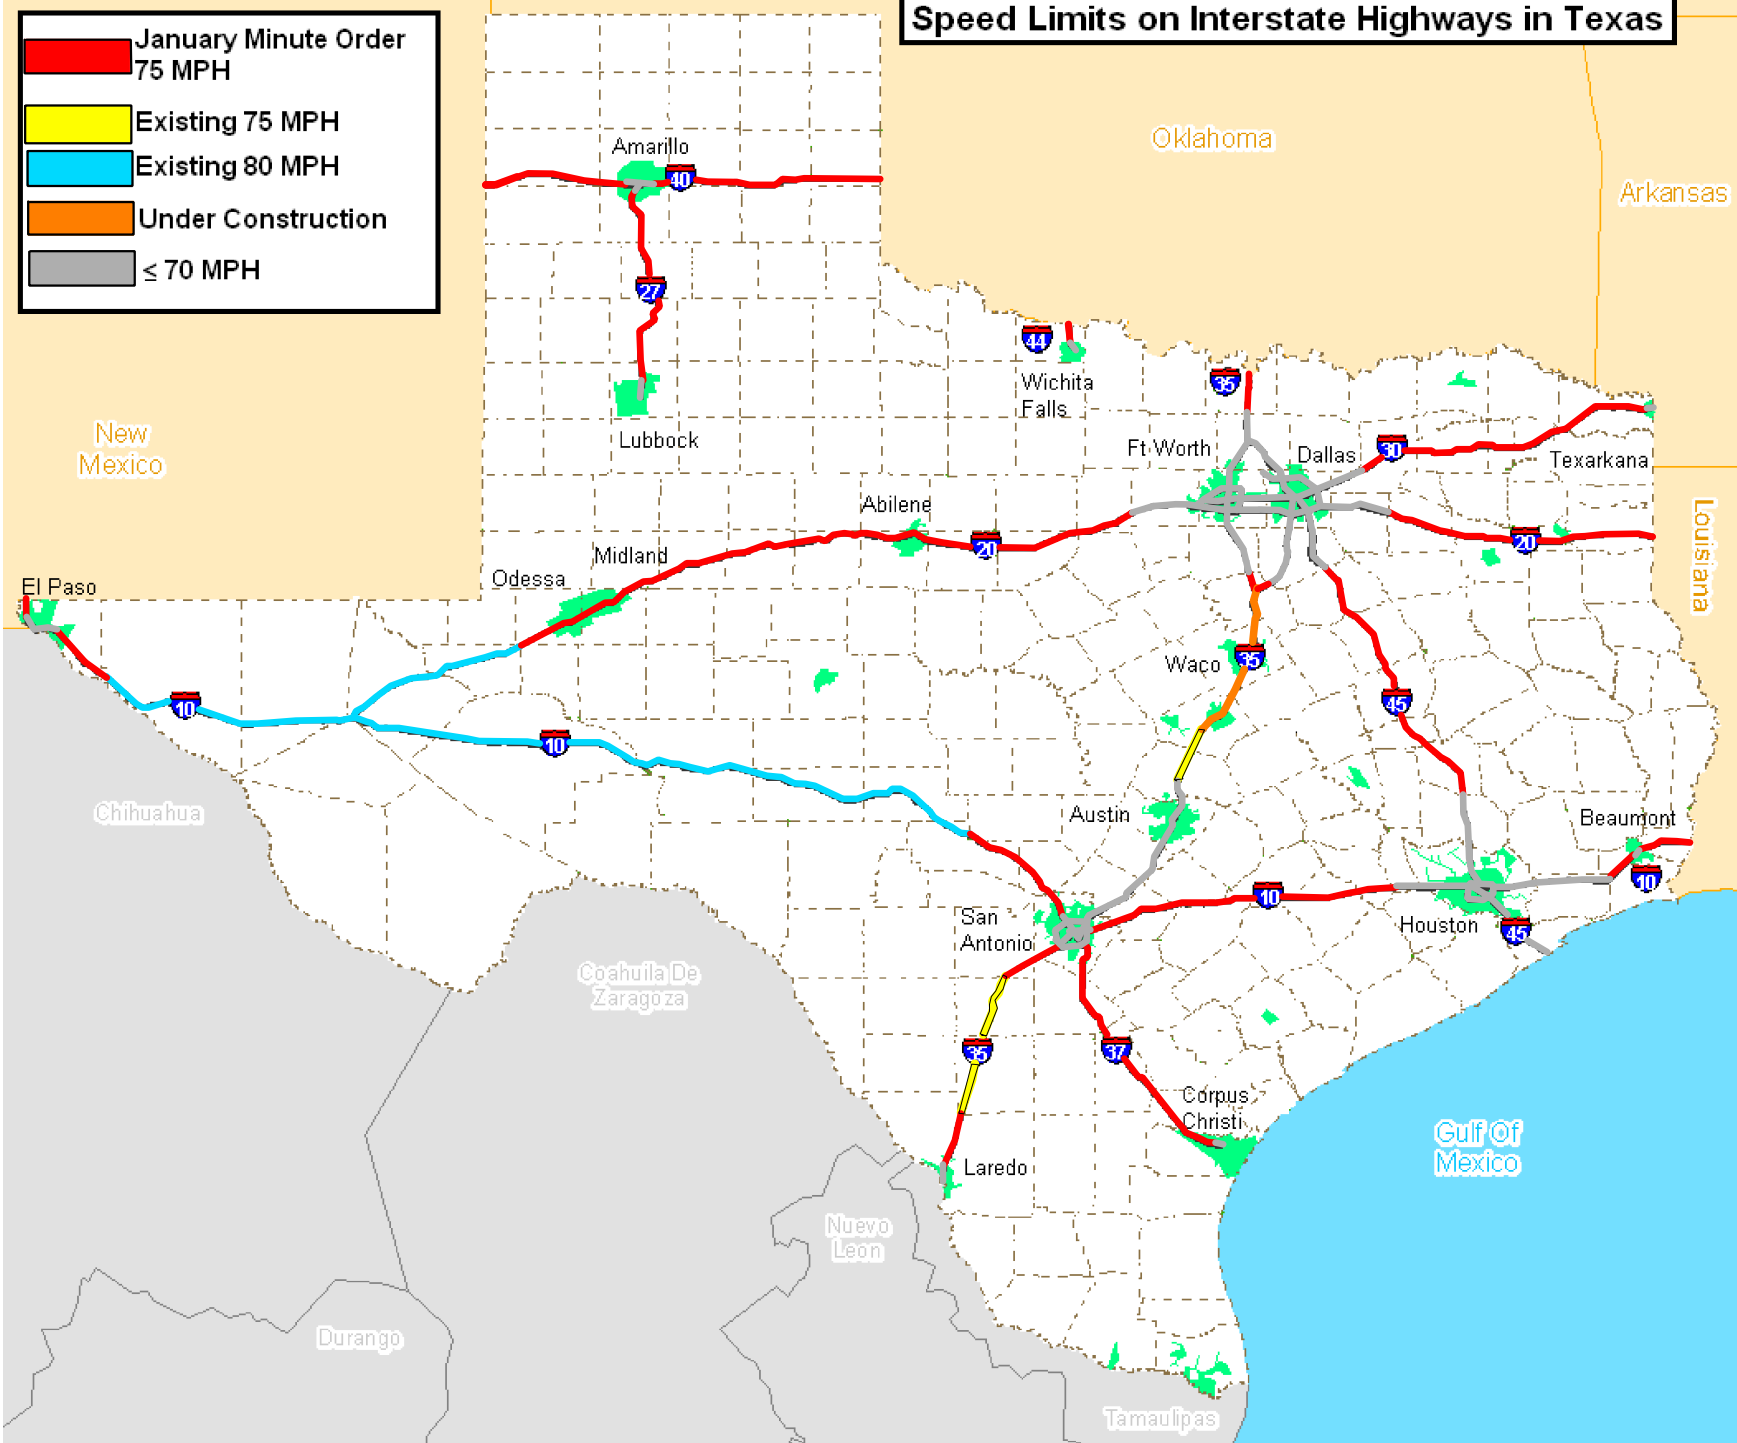 Speed Limits on Interstate Highways in Texas
January Minute Order
75 MPH
Existing 75 MPH
Existing 80 MPH
Under Construction
≤ 70 MPH
Oklahoma
Arkansas
Amarillo
40
27
44
Wichita
Falls
35
New
Mexico
Lubbock
Ft Worth
Dallas
30
Texarkana
Abilene
20
20
Louisiana
Midland
Odessa
El Paso
Waco
35
10
45
10
Chihuahua
Austin
Beaumont
10
10
San
Antonio
Houston
45
Coahuila De
Zaragoza
35
37
Corpus
Christi
Gulf Of
Mexico
Laredo
Nuevo
Leon
Durango
Tamaulipas